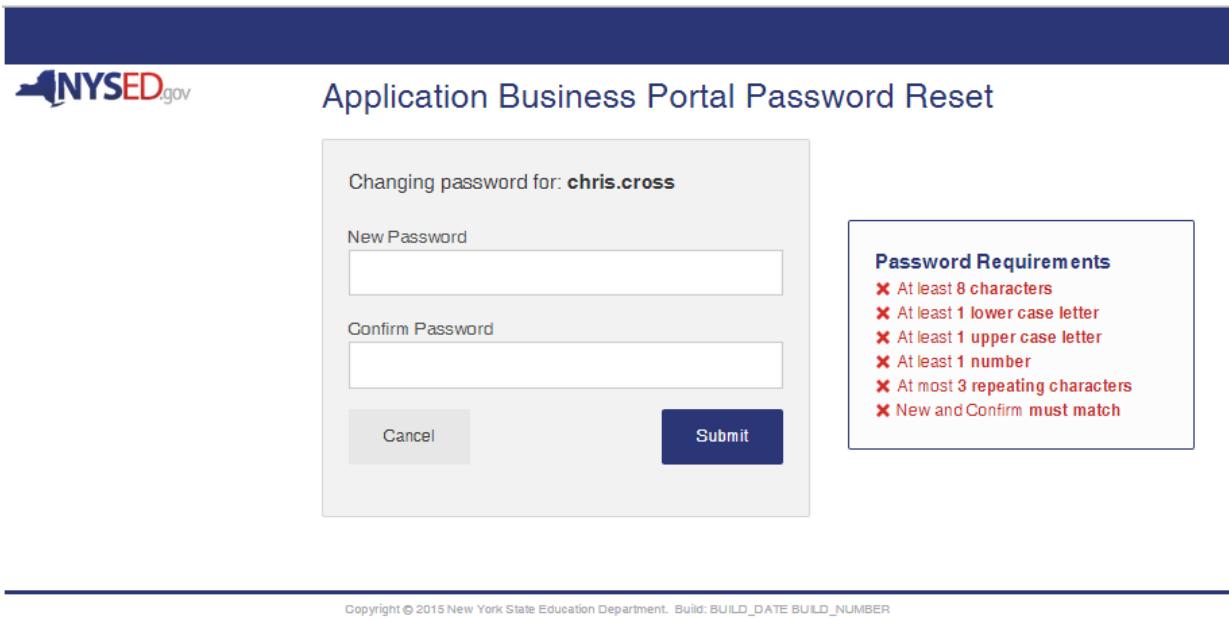 NYSED.gov
Application Business Portal Password Reset
Changing password for: chris.cross
New Password
Confirm Password
Cancel
Submit
Password Requirements
At least 8 characters
At least 1 lower case letter
At least 1 upper case letter
At least 1 number
At most 3 repeating characters
New and Confirm must match
Copyright © 2015 New York State Education Department. Build: BUILD_DATE BUILD_NUMBER